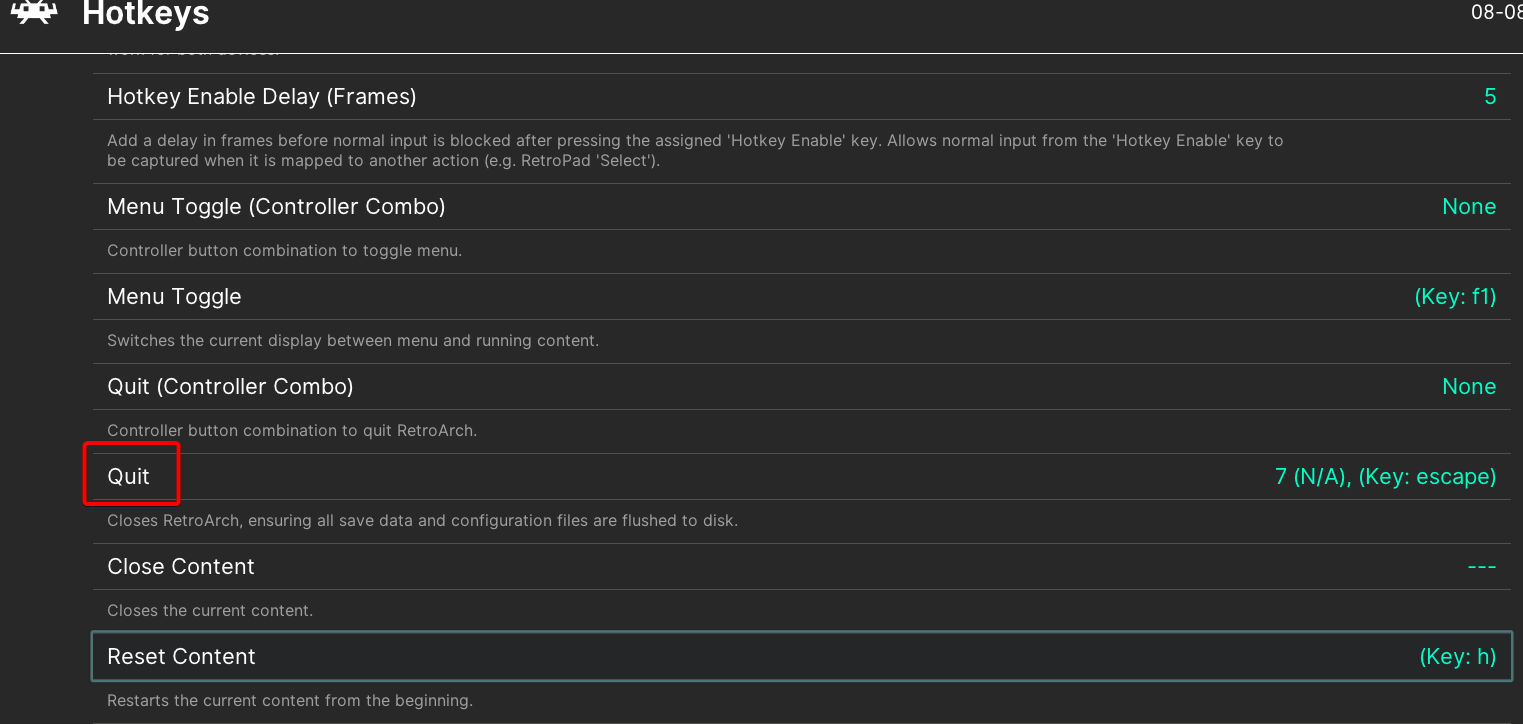 Hotkeys
08-08
Hotkey Enable Delay (Frames)
5
Add a delay in frames before normal input is blocked after pressing the assigned 'Hotkey Enable' key. Allows normal input from the 'Hotkey Enable' key to
be captured when it is mapped to another action (e.g. RetroPad 'Select').
Menu Toggle (Controller Combo)
None
Controller button combination to toggle menu.
Menu Toggle
(Key: f1)
Switches the current display between menu and running content.
Quit (Controller Combo)
None
Controller button combination to quit RetroArch.
Quit
7 (N/A), (Key: escape)
Closes RetroArch, ensuring all save data and configuration files are flushed to disk.
Close Content
---
Closes the current content.
Reset Content
(Key: h)
Restarts the current content from the beginning.